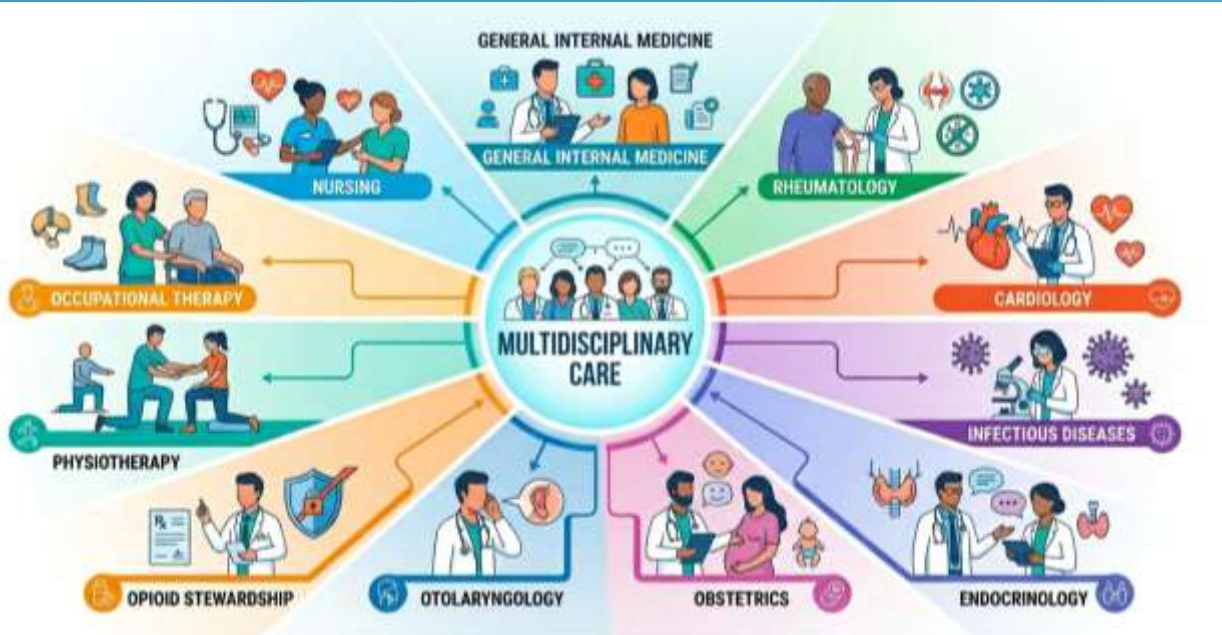 GENERAL INTERNAL MEDICINE
GENERAL INTERNAL MEDICINE
NURSING
RHEUMATOLOGY
OCCUPATIONAL THERAPY
CARDIOLOGY
MULTIDISCIPLINARY
CARE
PHYSIOTHERAPY
INFECTIOUS DISEASES
Rx
OPIOID STEWARDSHIP
OTOLARYNGOLOGY
OBSTETRICS
ENDOCRINOLOGY